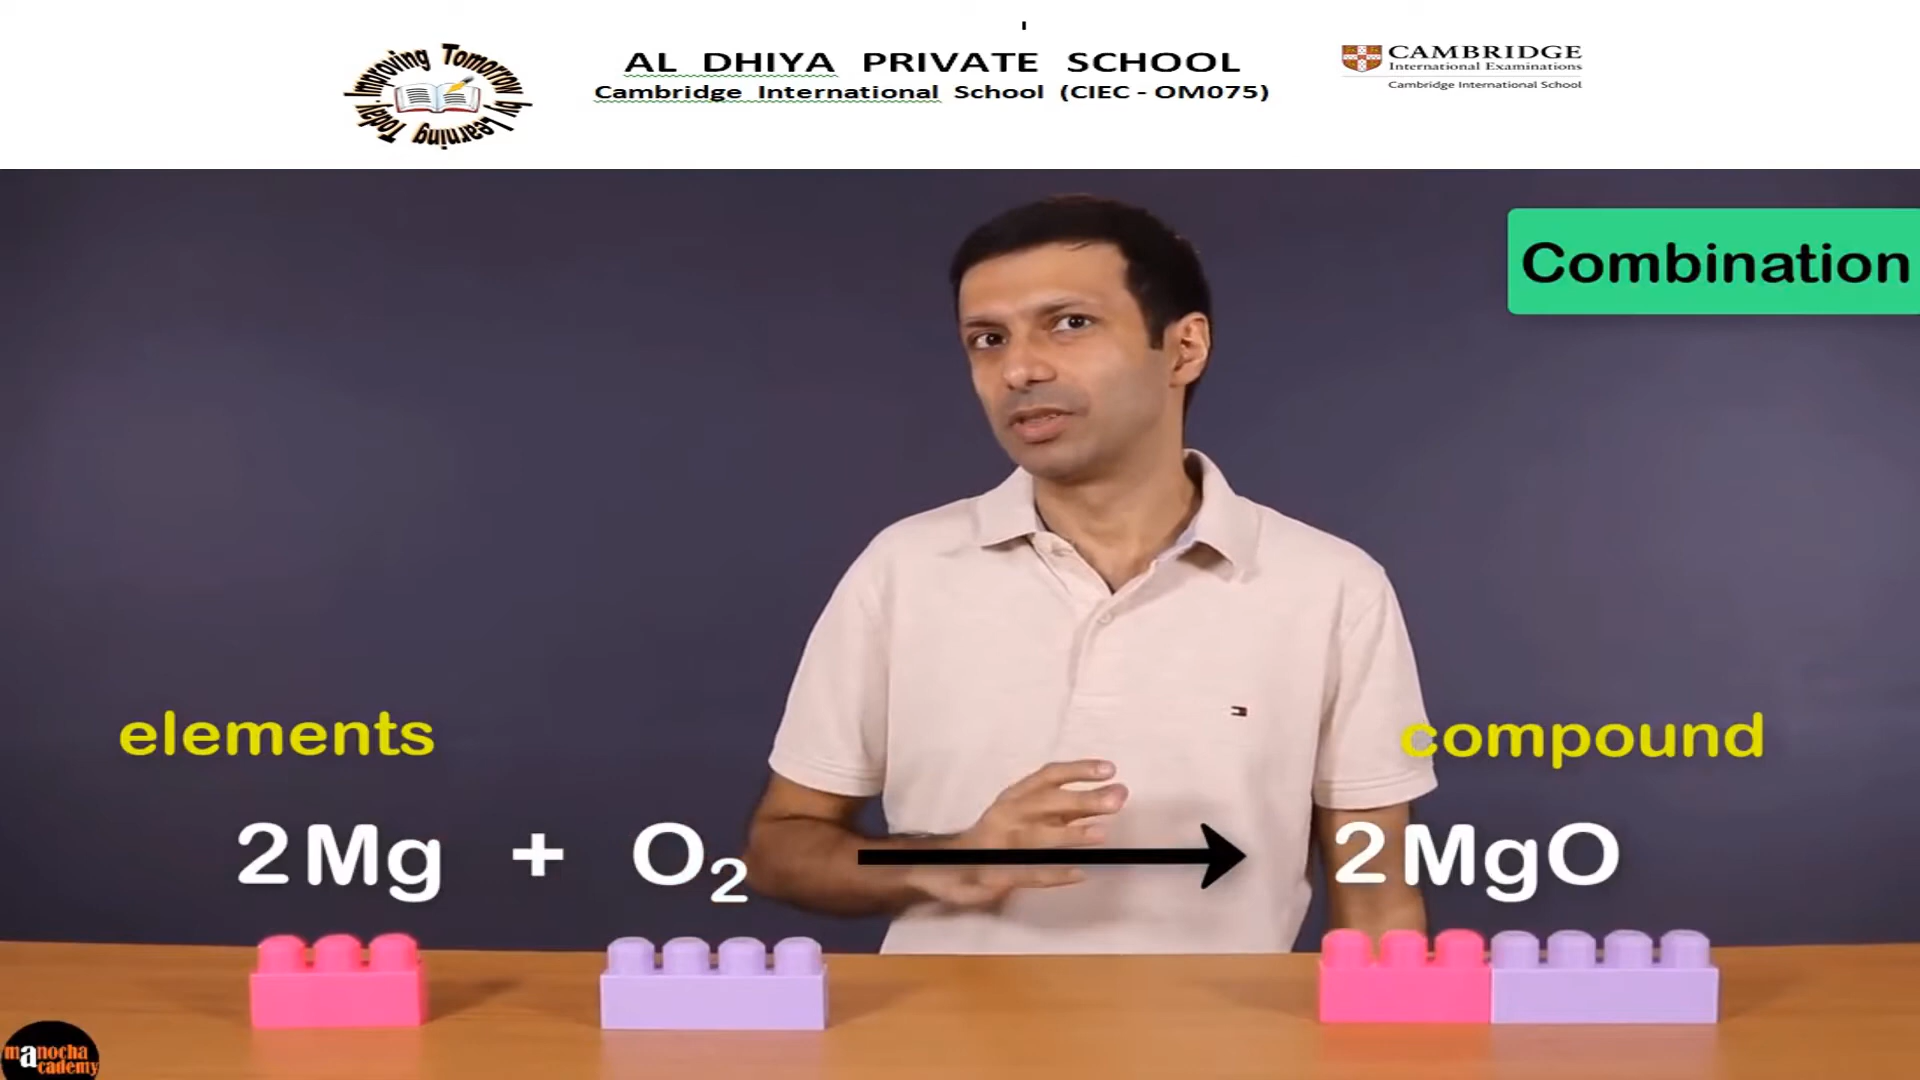 Improving Tomorrow by Learning Today.
AL DHIYA PRIVATE SCHOOL
Cambridge International School (CIEC - OM075)
CAMBRIDGE
International Examinations
Cambridge International School
Combination
elements
compound
2Mg + O₂ → 2MgO
manocha
academy